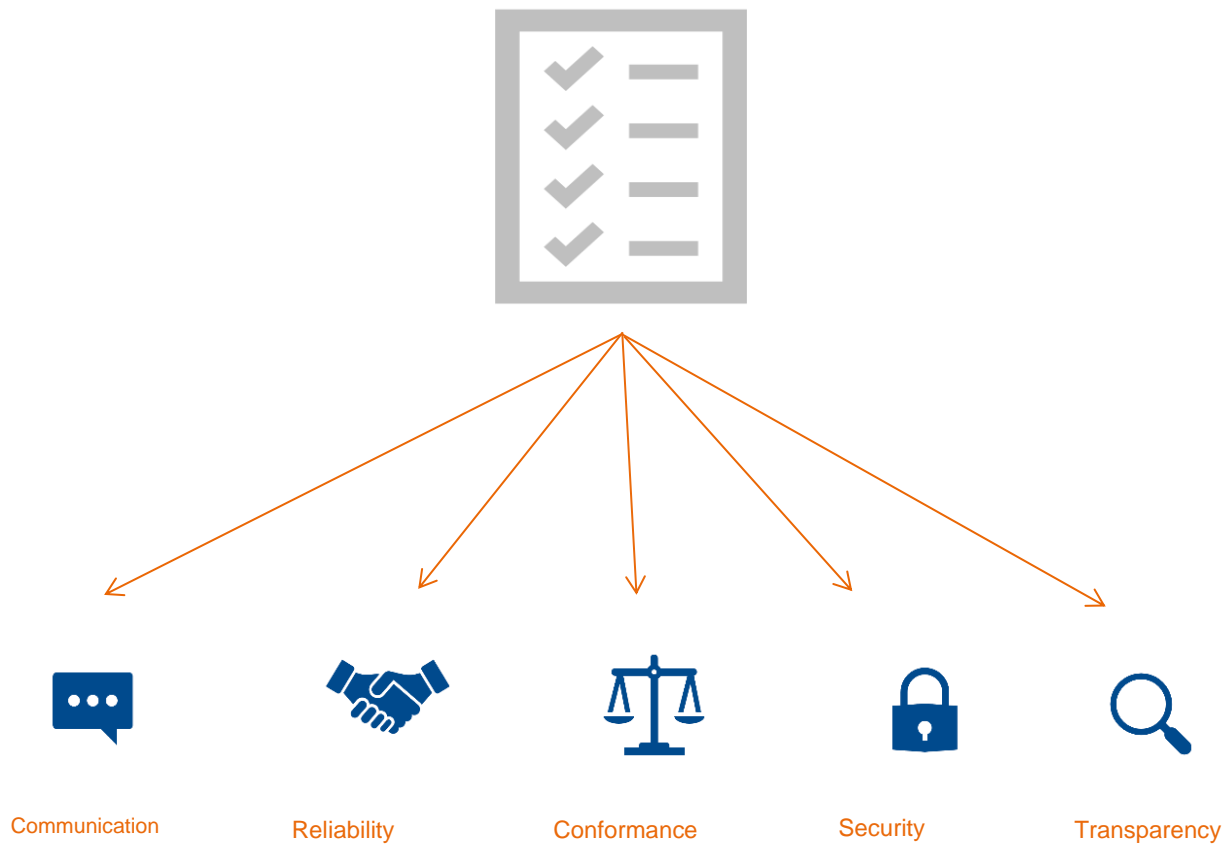 Communication
Reliability
Conformance
Security
Transparency